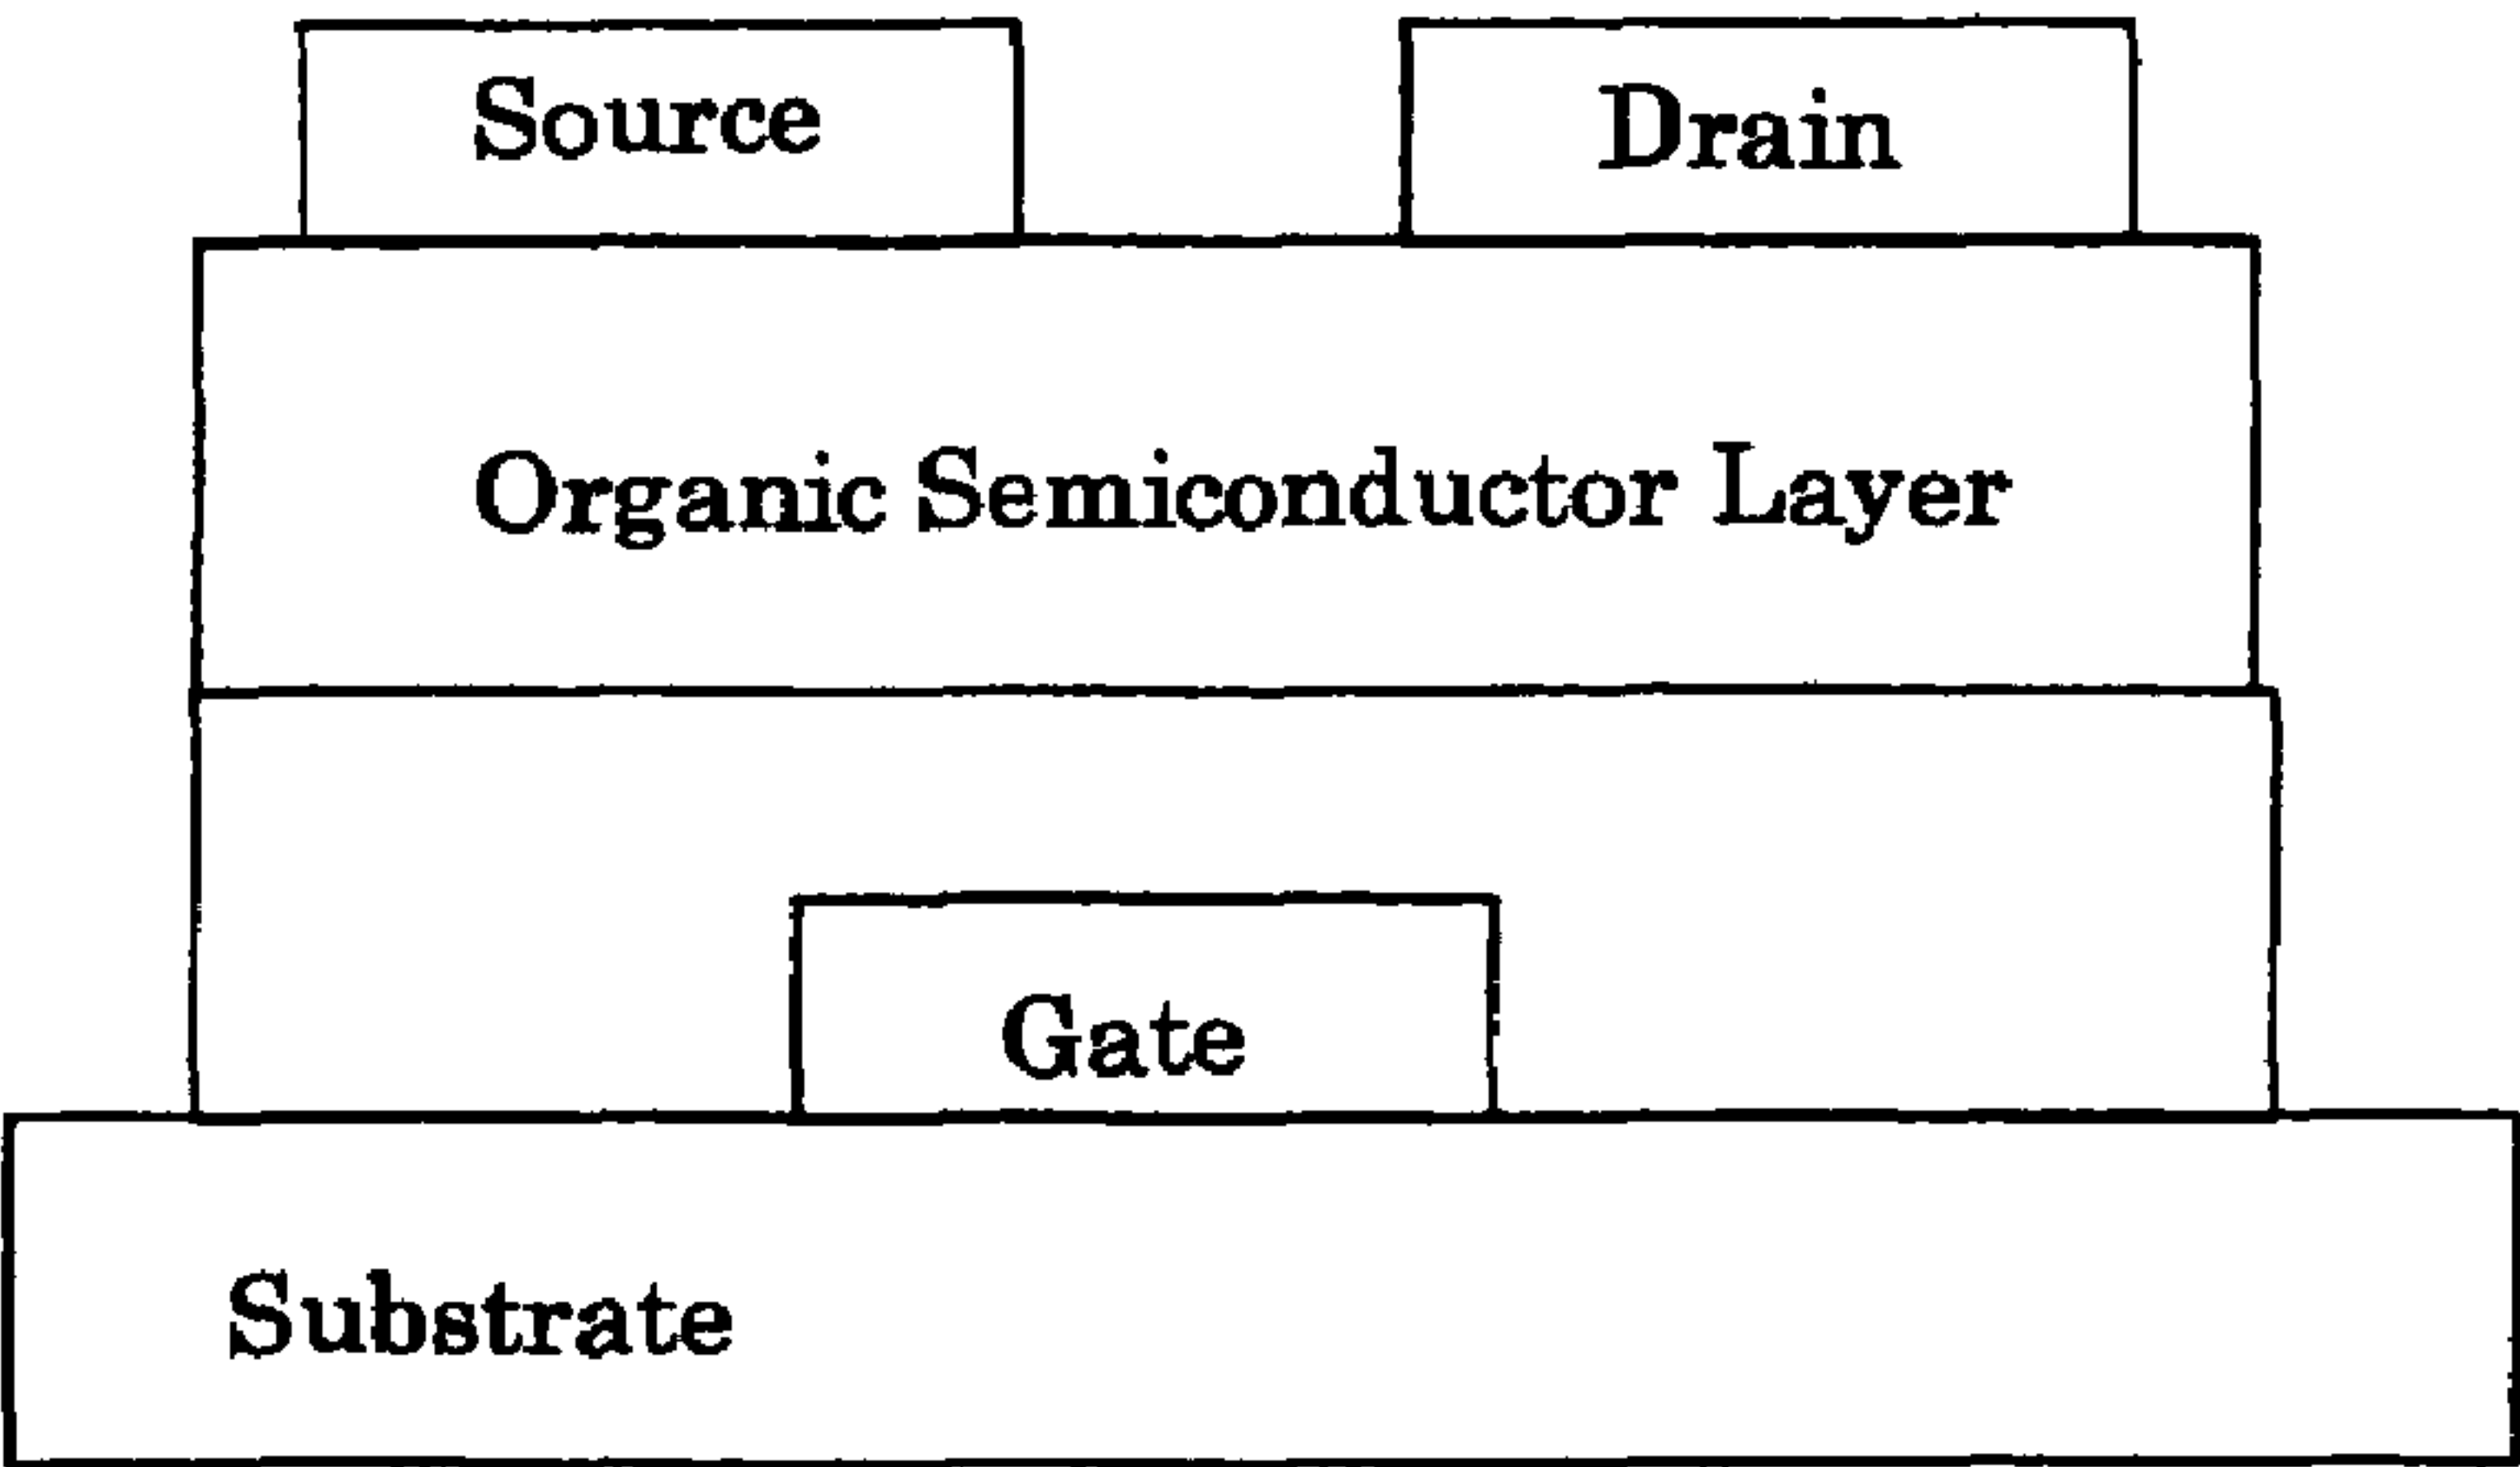 Source
Drain
Organic Semiconductor Layer
Gate
Substrate